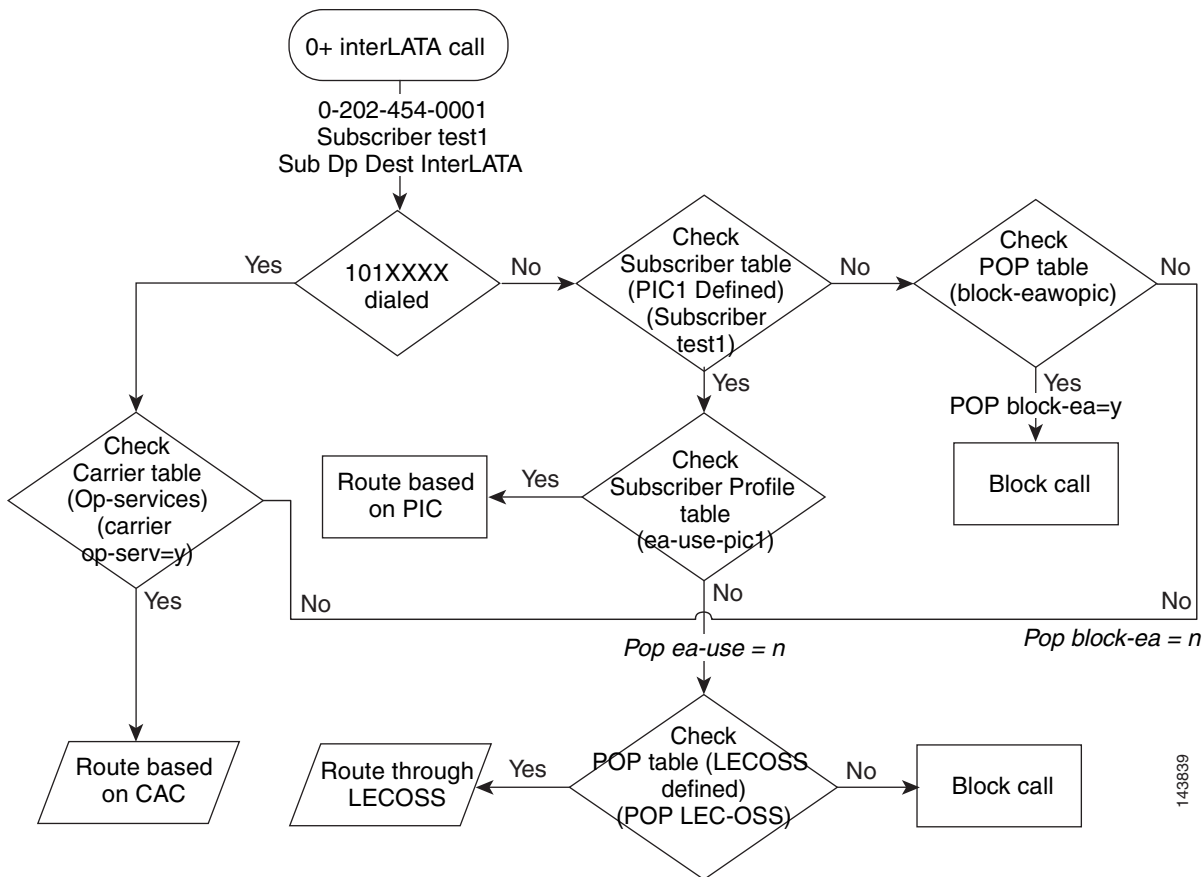 0+ interLATA call
0-202-454-0001
Subscriber test1
Sub Dp Dest InterLATA
Yes
101XXXX
dialed
No
Check
Subscriber table
(PIC1 Defined)
(Subscriber
test1)
No
Check
POP table
(block-eawopic)
No
Yes
POP block-ea=y
Block call
Yes
Check
Subscriber Profile
table
(ea-use-pic1)
Yes
Route based
on PIC
Check
Carrier table
(Op-services)
(carrier
op-serv=y)
Yes
No
No
No
Pop ea-use = n
Pop block-ea = n
Route based
on CAC
Route through
LECOSS
Yes
Check
POP table (LECOSS
defined)
(POP LEC-OSS)
No
Block call
143839